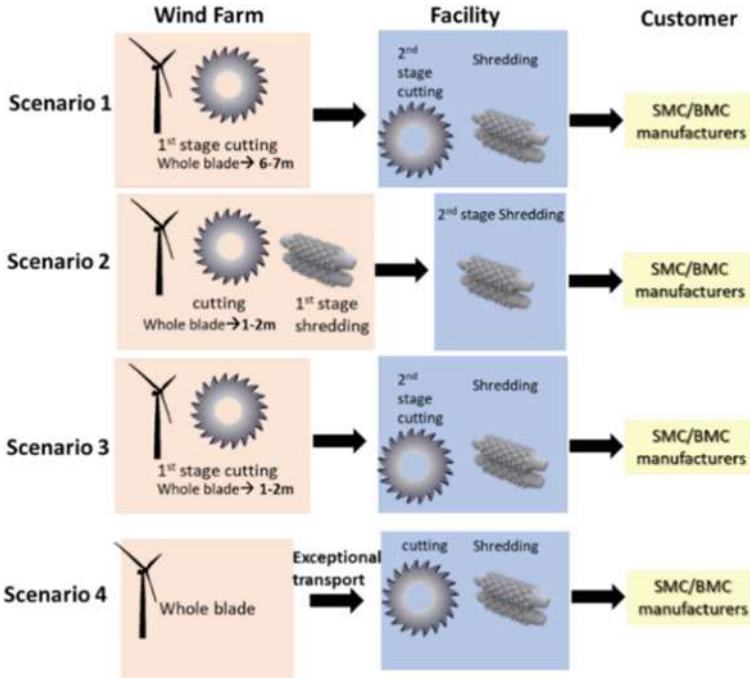 Wind Farm
Facility
Customer
Scenario 1
1st stage cutting
Whole blade→ 6-7m
2nd
stage
cutting
Shredding
SMC/BMC
manufacturers
Scenario 2
cutting
Whole blade→1-2m
1st stage
shredding
2nd stage Shredding
SMC/BMC
manufacturers
Scenario 3
1st stage cutting
Whole blade→ 1-2m
2nd
stage
cutting
Shredding
SMC/BMC
manufacturers
Scenario 4
Whole blade
Exceptional
transport
cutting
Shredding
SMC/BMC
manufacturers